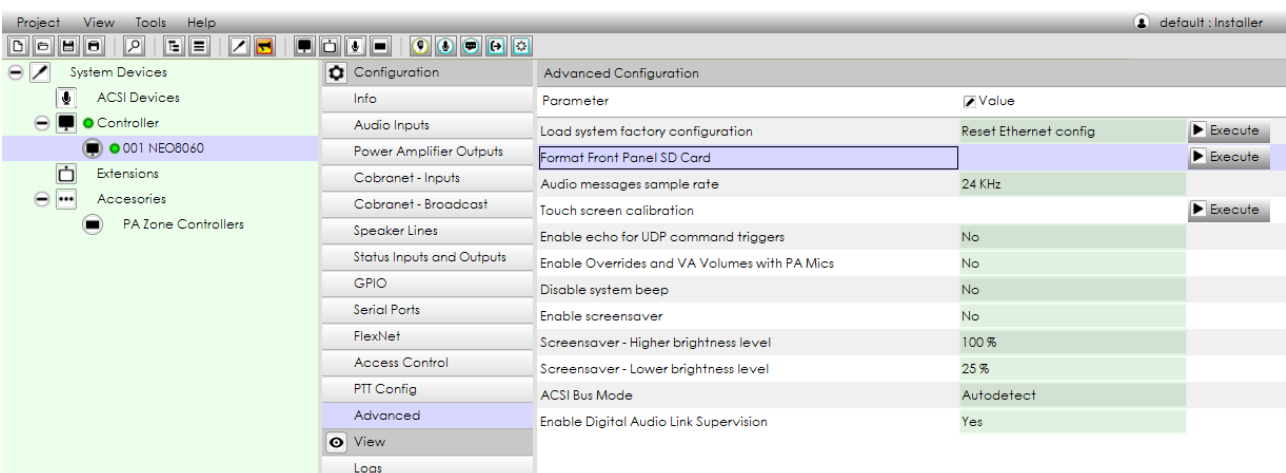 Project View Tools Help default : Installer
System Devices
ACSI Devices
Controller
001 NEO8060
Extensions
Accesories
PA Zone Controllers
Configuration
Info
Audio Inputs
Power Amplifier Outputs
Cobranet - Inputs
Cobranet - Broadcast
Speaker Lines
Status Inputs and Outputs
GPIO
Serial Ports
FlexNet
Access Control
PTT Config
Advanced
View
Logs
Advanced Configuration
Parameter Value
Load system factory configuration Reset Ethernet config Execute
Format Front Panel SD Card Execute
Audio messages sample rate 24 KHz
Touch screen calibration Execute
Enable echo for UDP command triggers No
Enable Overrides and VA Volumes with PA Mics No
Disable system beep No
Enable screensaver No
Screensaver - Higher brightness level 100 %
Screensaver - Lower brightness level 25 %
ACSI Bus Mode Autodetect
Enable Digital Audio Link Supervision Yes